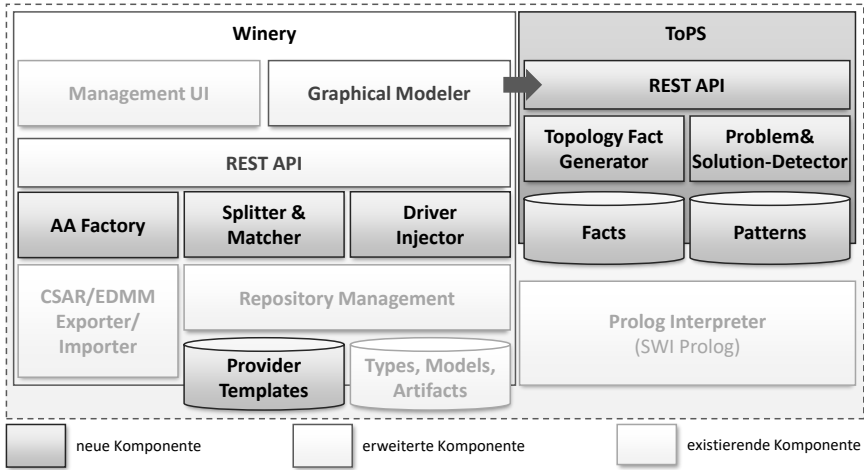 Winery
ToPS
Management UI
Graphical Modeler
REST API
REST API
Topology Fact
Generator
Problem&
Solution-Detector
AA Factory
Splitter &
Matcher
Driver
Injector
Facts
Patterns
CSAR/EDMM
Exporter/
Importer
Repository Management
Prolog Interpreter
(SWI Prolog)
Provider
Templates
Types, Models,
Artifacts
neue Komponente
erweiterte Komponente
existierende Komponente